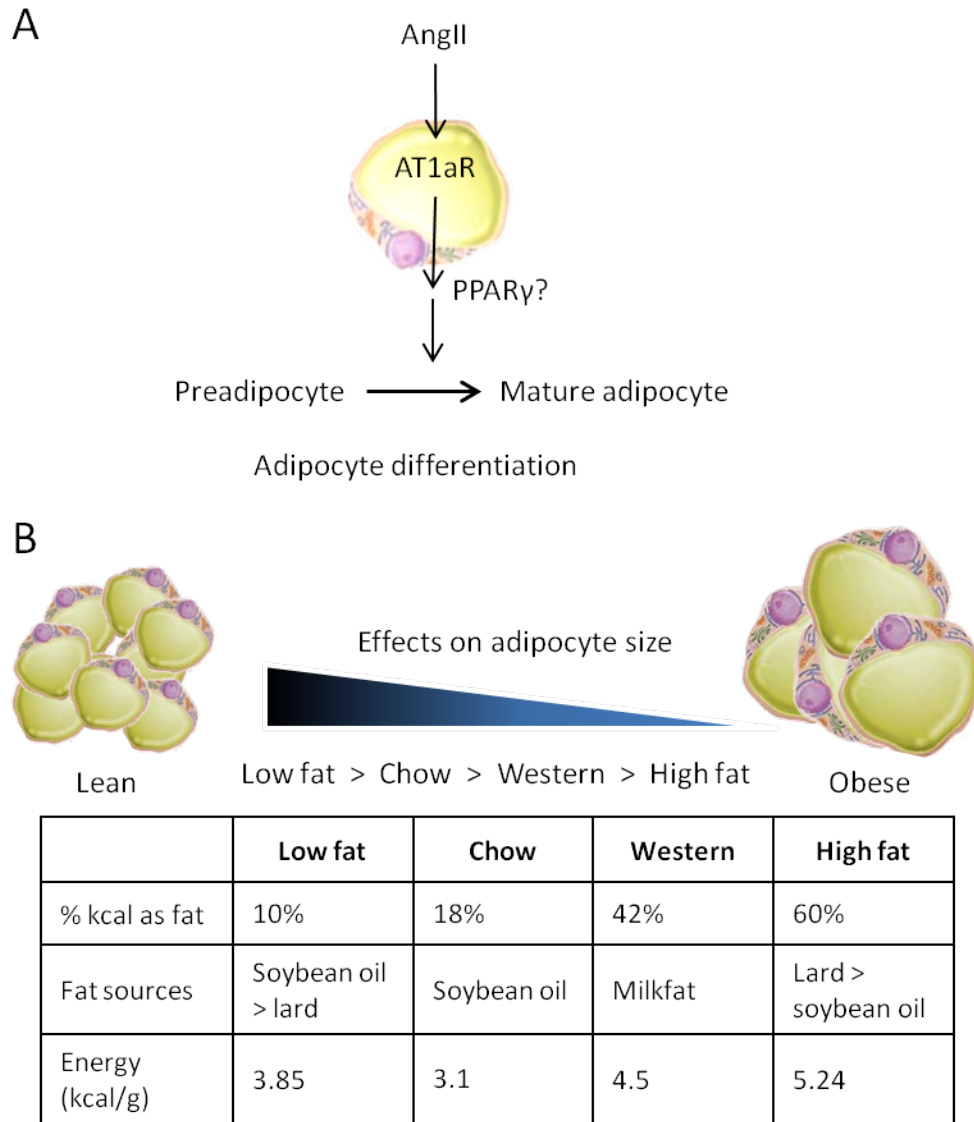 A
AngII
AT1aR
PPARγ?
Preadipocyte
Mature adipocyte
Adipocyte differentiation
B
Effects on adipocyte size
Lean
Low fat > Chow > Western > High fat
Obese
Low fat Chow Western High fat
% kcal as fat 10% 18% 42% 60%
Fat sources
Soybean oil
> lard
Soybean oil
Milkfat
Lard >
soybean oil
Energy
(kcal/g)
3.85 3.1 4.5 5.24